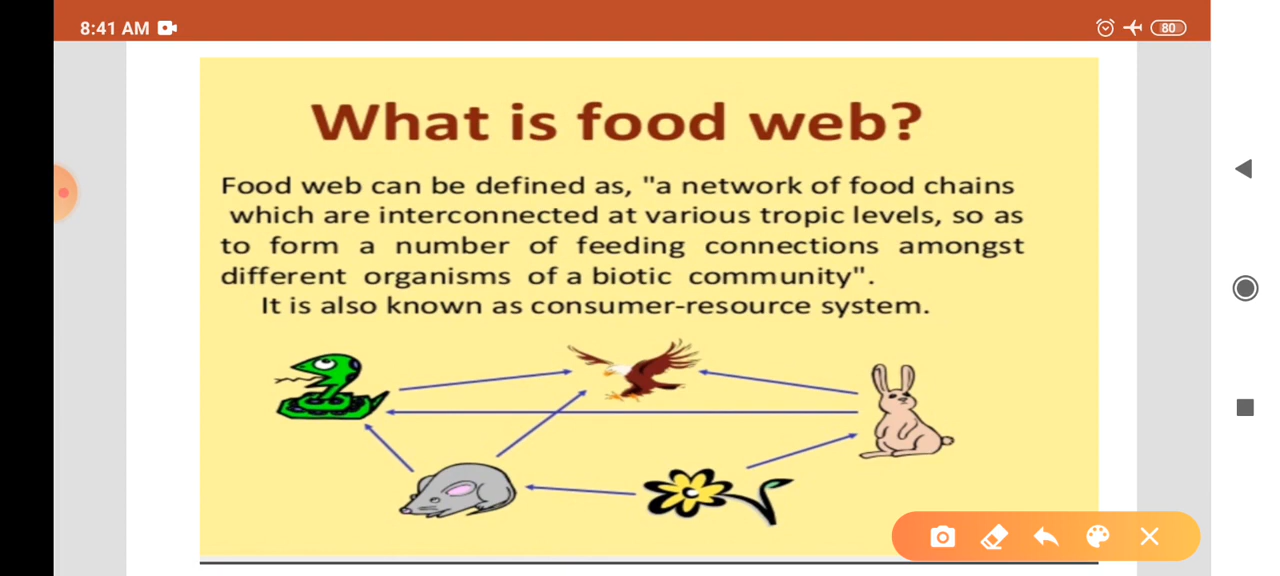 8:41 AM
80
What is food web?
Food web can be defined as, "a network of food chains
which are interconnected at various tropic levels, so as
to form a number of feeding connections amongst
different organisms of a biotic community".
It is also known as consumer-resource system.